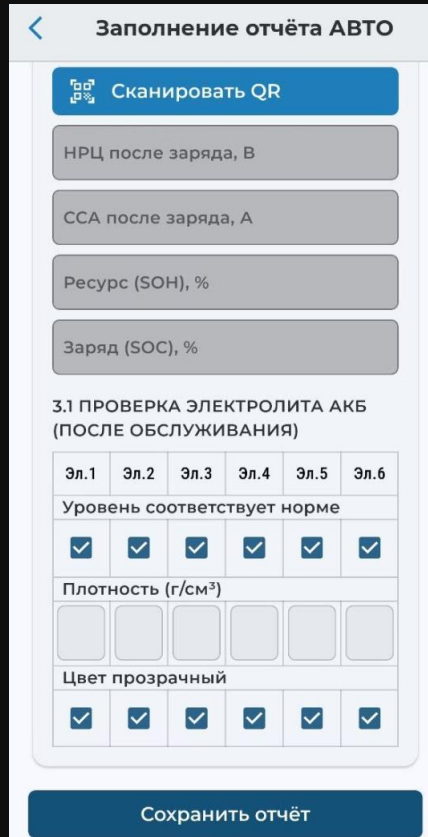 Заполнение отчёта АВТО
Сканировать QR
НРЦ после заряда, В
ССА после заряда, А
Ресурс (SOH), %
Заряд (SOC), %
3.1 ПРОВЕРКА ЭЛЕКТРОЛИТА АКБ
(ПОСЛЕ ОБСЛУЖИВАНИЯ)
Эл.1 Эл.2 Эл.3 Эл.4 Эл.5 Эл.6
Уровень соответствует норме
Плотность (г/см³)
Цвет прозрачный
Сохранить отчёт